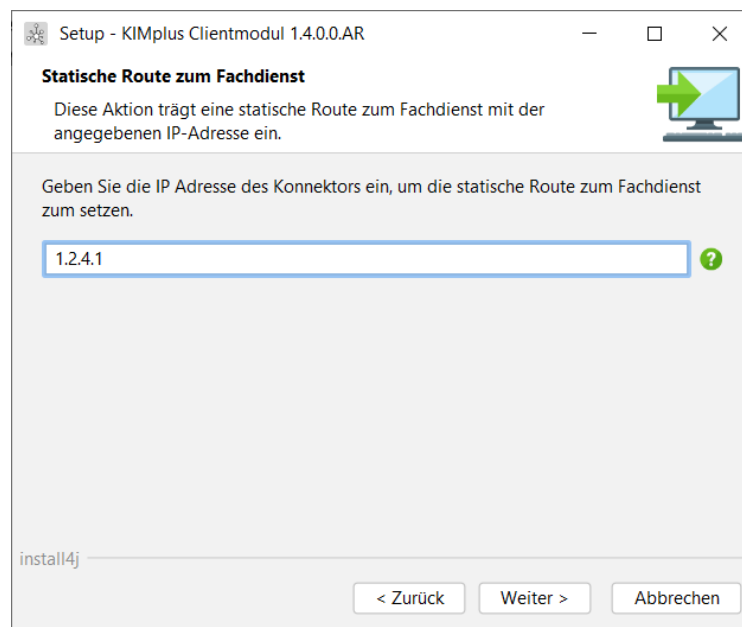 Setup - KIMplus Clientmodul 1.4.0.0.AR
Statische Route zum Fachdienst
Diese Aktion trägt eine statische Route zum Fachdienst mit der
angegebenen IP-Adresse ein.
Geben Sie die IP Adresse des Konnektors ein, um die statische Route zum Fachdienst
zum setzen.
1.2.4.1
?
install4j
< Zurück Weiter > Abbrechen